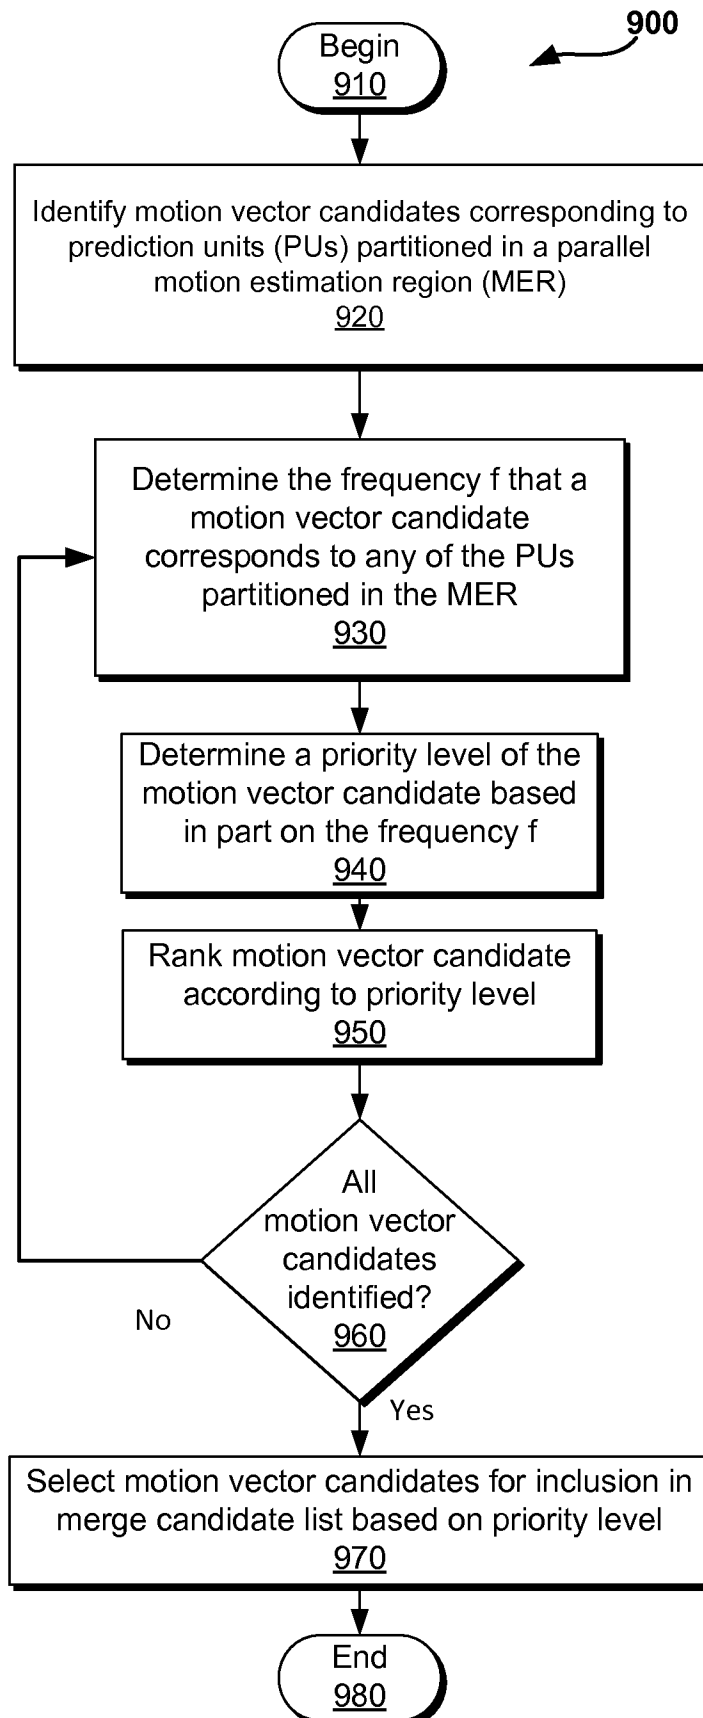 900
Begin
910
Identify motion vector candidates corresponding to
prediction units (PUs) partitioned in a parallel
motion estimation region (MER)
920
Determine the frequency f that a
motion vector candidate
corresponds to any of the PUs
partitioned in the MER
930
Determine a priority level of the
motion vector candidate based
in part on the frequency f
940
Rank motion vector candidate
according to priority level
950
All
motion vector
candidates
identified?
960
No
Yes
Select motion vector candidates for inclusion in
merge candidate list based on priority level
970
End
980